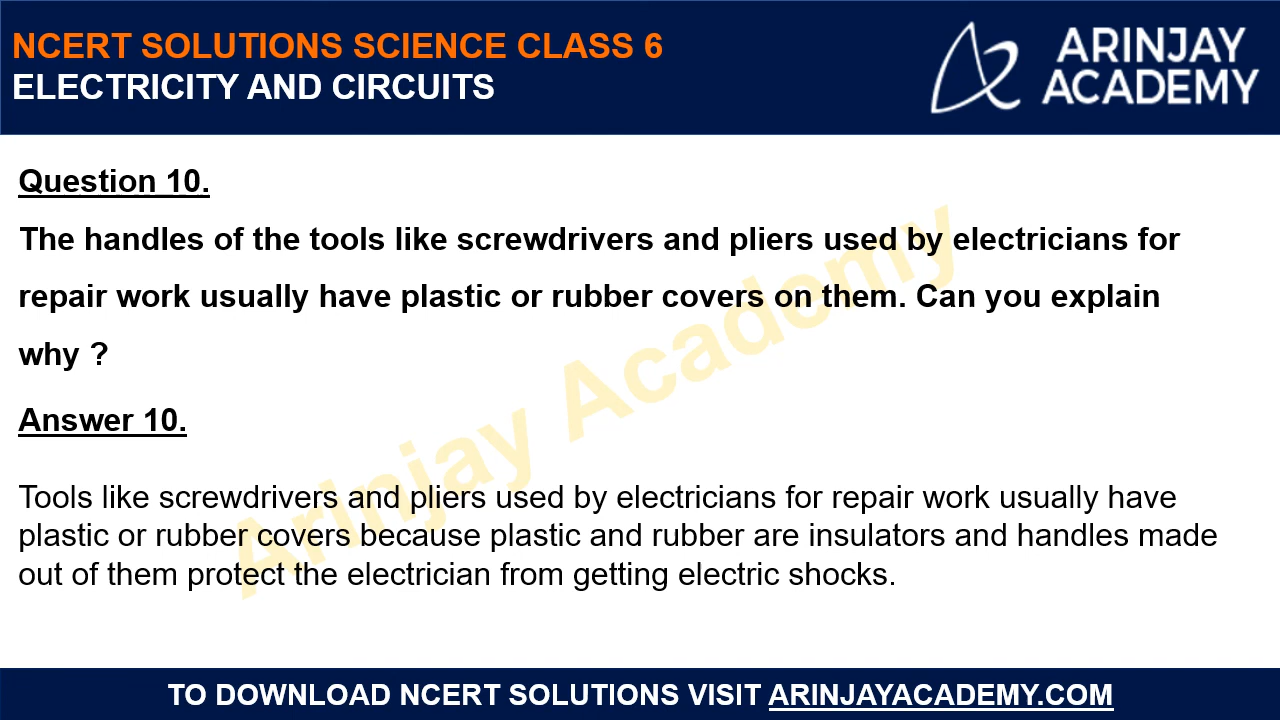 NCERT SOLUTIONS SCIENCE CLASS 6
ELECTRICITY AND CIRCUITS
ARINJAY
ACADEMY
Question 10.
The handles of the tools like screwdrivers and pliers used by electricians for
repair work usually have plastic or rubber covers on them. Can you explain
why ?
Answer 10.
Tools like screwdrivers and pliers used by electricians for repair work usually have
plastic or rubber covers because plastic and rubber are insulators and handles made
out of them protect the electrician from getting electric shocks.
Arinjay Academy
TO DOWNLOAD NCERT SOLUTIONS VISIT ARINJAYACADEMY.COM